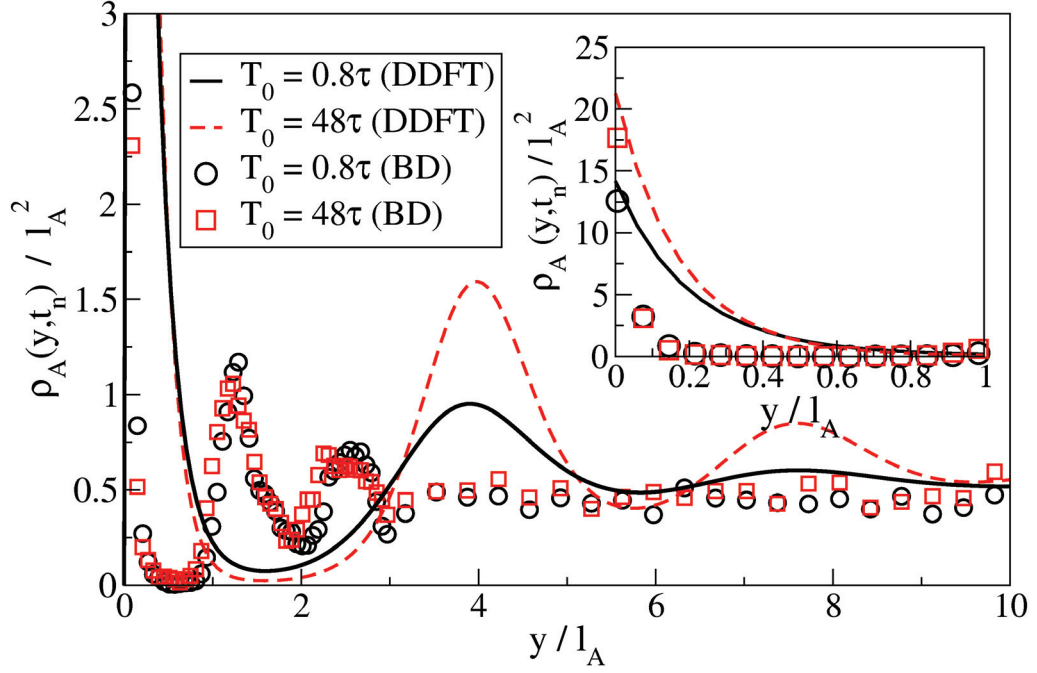 3
2.5
2
1.5
1
0.5
0
ρ_A(y,t_n) / l_A^2
T_0 = 0.8τ (DDFT)
T_0 = 48τ (DDFT)
T_0 = 0.8τ (BD)
T_0 = 48τ (BD)
25
20
15
10
5
0
ρ_A(y,t_n) / l_A^2
0 0.2 0.4 0.6 0.8 1
y / l_A
0 2 4 6 8 10
y / l_A